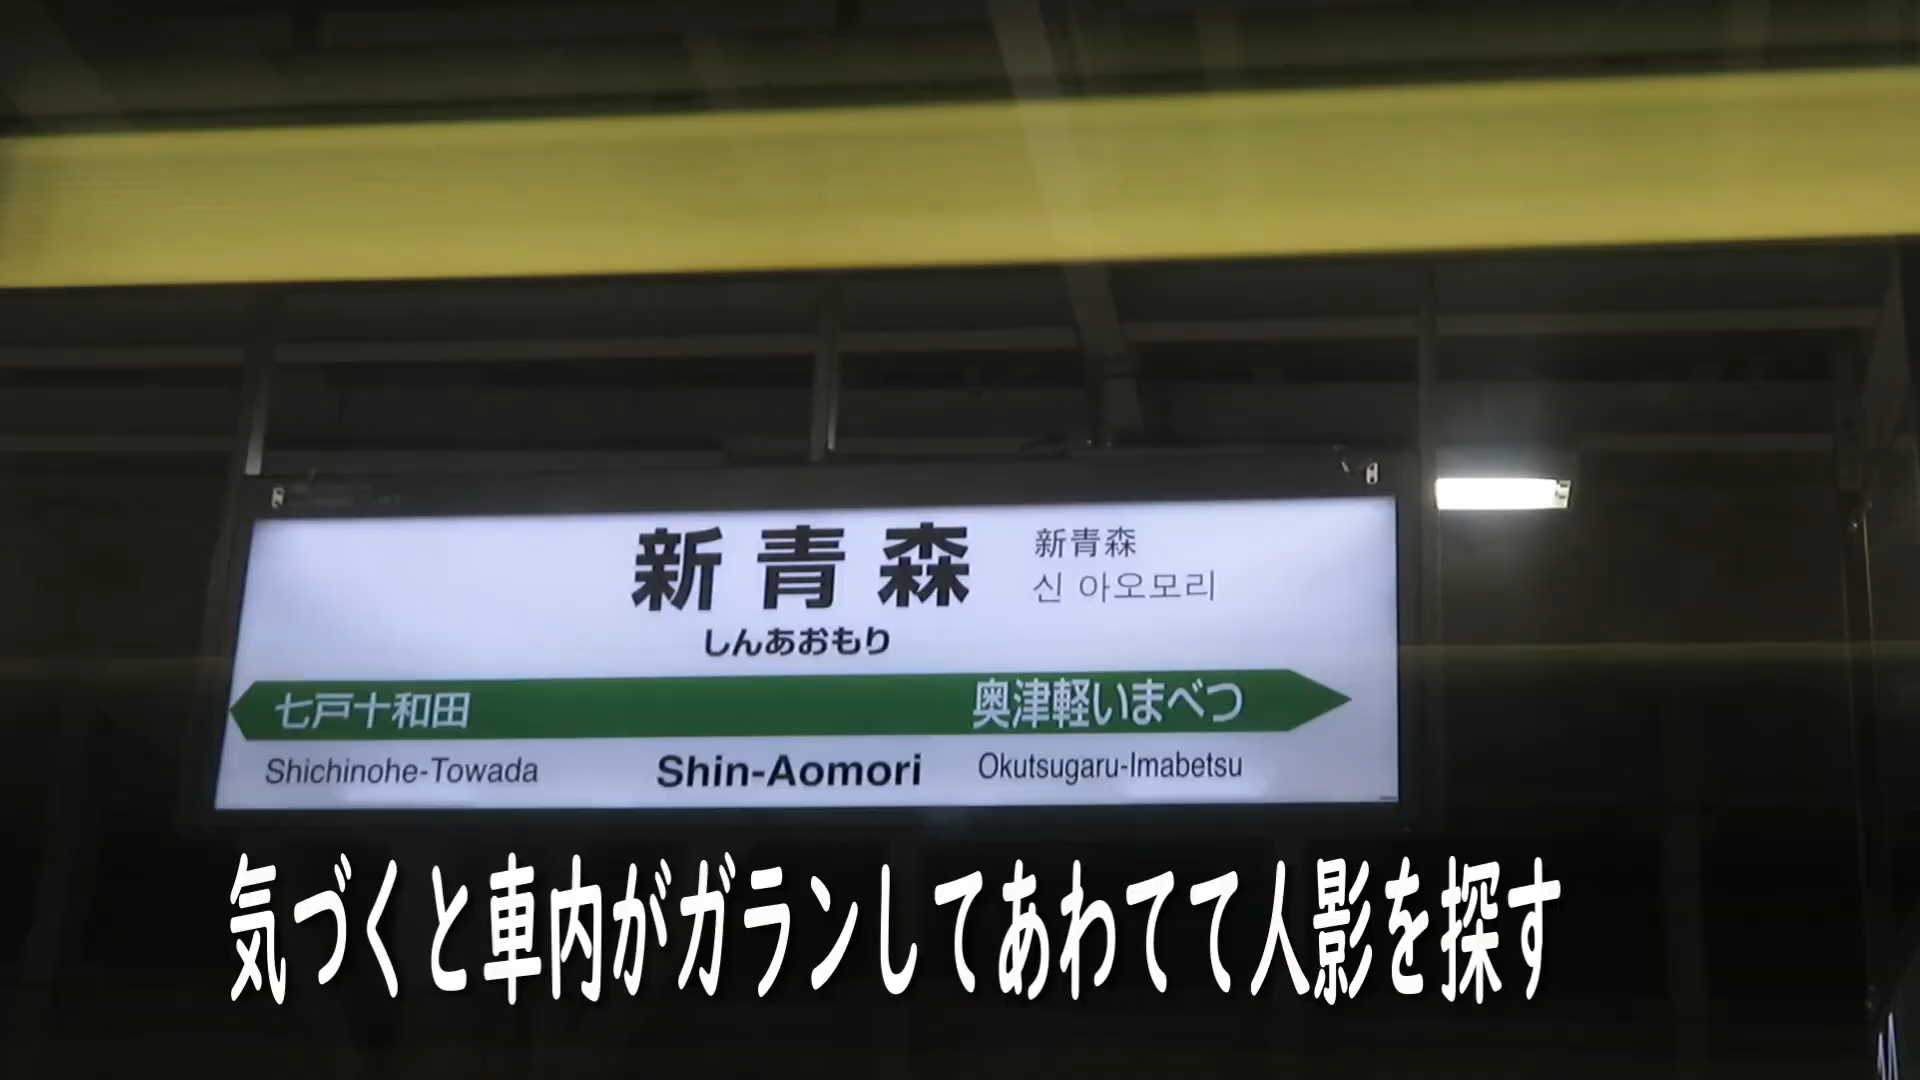 新青森
新青森
신 아오모리
しんあおもり
七戸十和田
奥津軽いまべつ
Shichinohe-Towada
Shin-Aomori
Okutsugaru-Imabetsu
気づくと車内がガランしてあわてて人影を探す